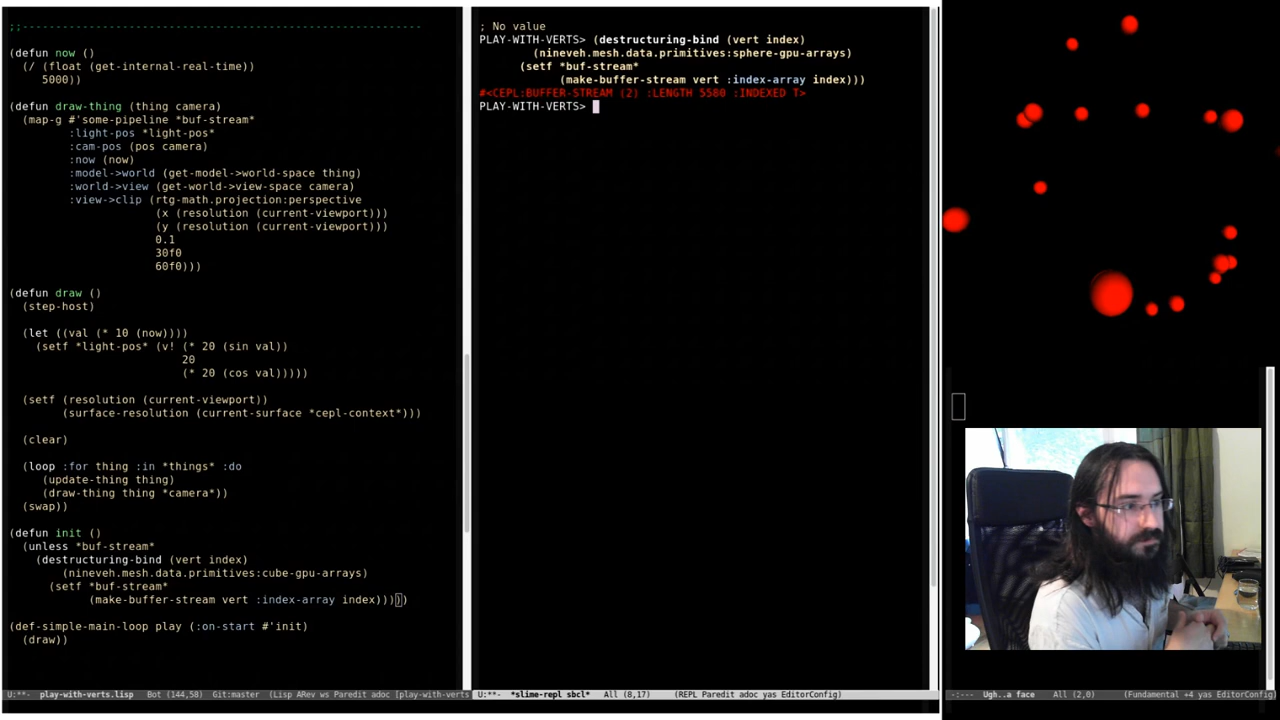 ;;------------------------------------------------------------
(defun now ()
  (/ (float (get-internal-real-time))
     5000))
(defun draw-thing (thing camera)
  (map-g #'some-pipeline *buf-stream*
         :light-pos *light-pos*
         :cam-pos (pos camera)
         :now (now)
         :model->world (get-model->world-space thing)
         :world->view (get-world->view-space camera)
         :view->clip (rtg-math.projection:perspective
                      (x (resolution (current-viewport)))
                      (y (resolution (current-viewport)))
                      0.1
                      30f0
                      60f0)))
(defun draw ()
  (step-host)
  (let ((val (* 10 (now))))
    (setf *light-pos* (v! (* 20 (sin val))
                          20
                          (* 20 (cos val)))))
  (setf (resolution (current-viewport))
        (surface-resolution (current-surface *cepl-context*)))
  (clear)
  (loop :for thing :in *things* :do
     (update-thing thing)
     (draw-thing thing *camera*))
  (swap))
(defun init ()
  (unless *buf-stream*
    (destructuring-bind (vert index)
        (nineveh.mesh.data.primitives:cube-gpu-arrays)
      (setf *buf-stream*
            (make-buffer-stream vert :index-array index)))))
(def-simple-main-loop play (:on-start #'init)
  (draw))
U:**-  play-with-verts.lisp   Bot (144,58)  Git:master  (Lisp ARev ws Paredit adoc [play-with-verts
; No value
PLAY-WITH-VERTS> (destructuring-bind (vert index)
        (nineveh.mesh.data.primitives:sphere-gpu-arrays)
      (setf *buf-stream*
            (make-buffer-stream vert :index-array index)))
#<CEPL:BUFFER-STREAM (2) :LENGTH 5580 :INDEXED T>
PLAY-WITH-VERTS>
U:**-  *slime-repl sbcl*   All (8,17)     (REPL Paredit adoc yas EditorConfig)
-:---  Ugh..a face    All (2,0)      (Fundamental +4 yas EditorConfig)